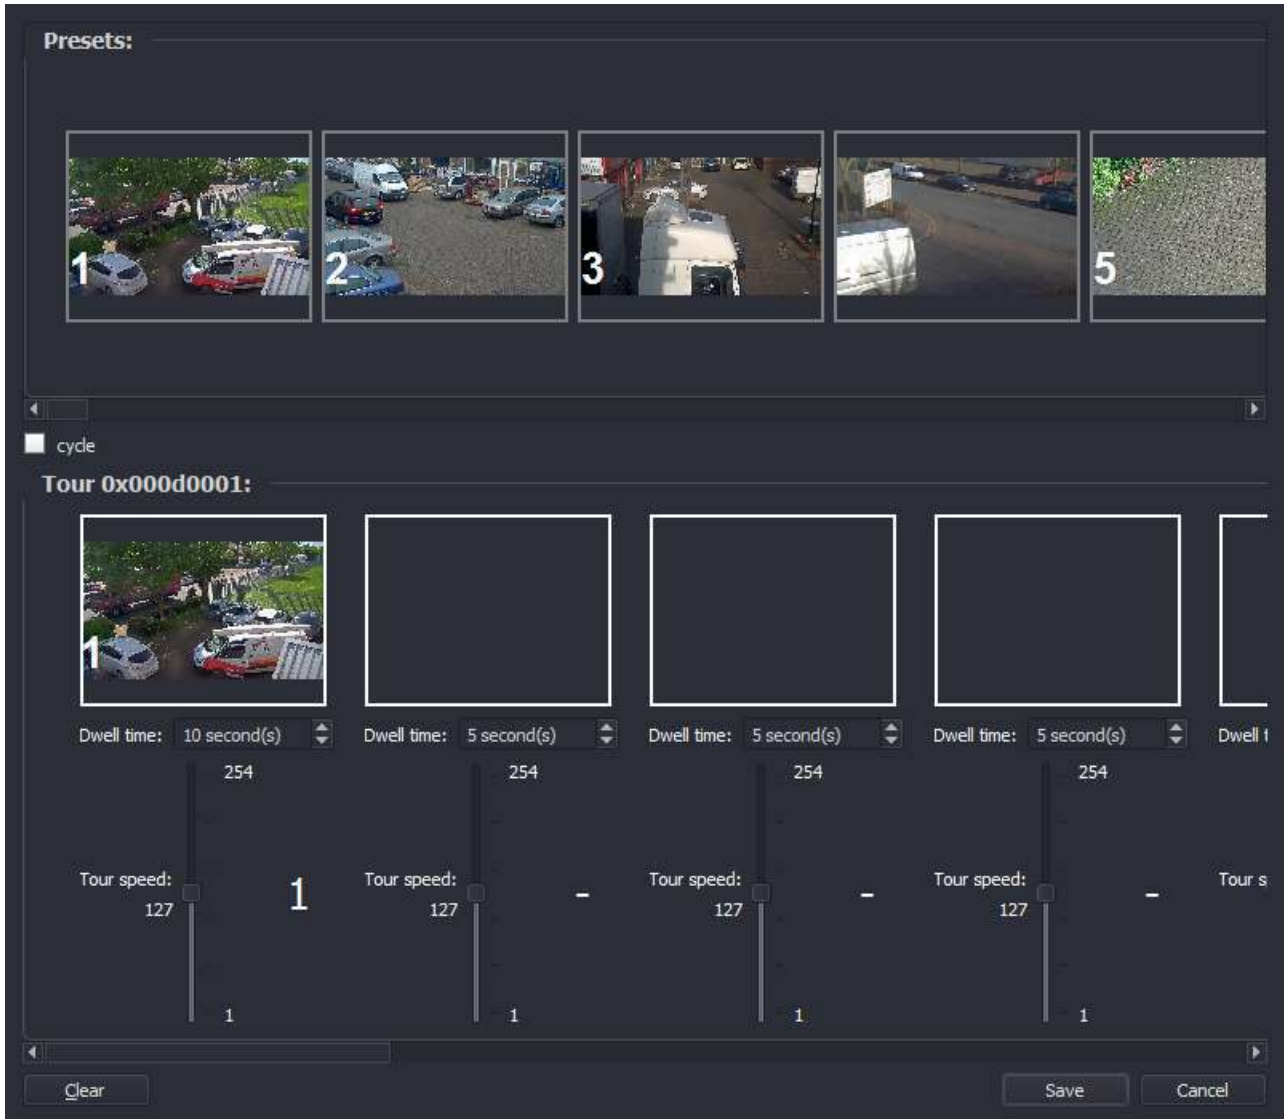 Presets:
1
2
3
5
cycle
Tour 0x000d0001:
1
Dwell time: 10 second(s) Dwell time: 5 second(s) Dwell time: 5 second(s) Dwell time: 5 second(s) Dwell
254 254 254 254
Tour speed: Tour speed: Tour speed: Tour speed: Tour
127 1 127 - 127 - 127 -
1 1 1 1
Clear Save Cancel